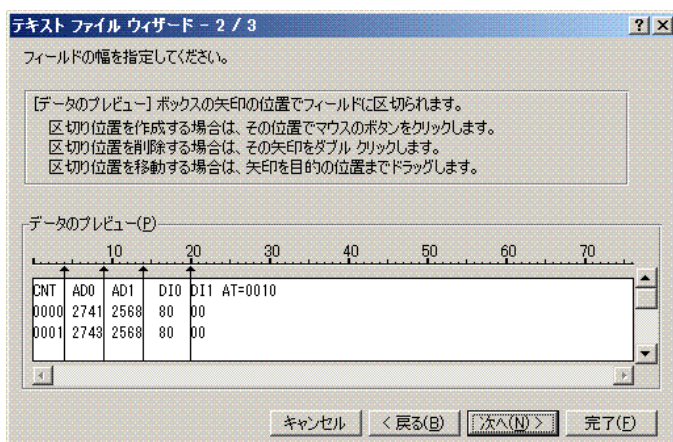 テキスト ファイル ウィザード - 2 / 3
フィールドの幅を指定してください。
[データのプレビュー] ボックスの矢印の位置でフィールドに区切られます。
区切り位置を作成する場合は、その位置でマウスのボタンをクリックします。
区切り位置を削除する場合は、その矢印をダブル クリックします。
区切り位置を移動する場合は、矢印を目的の位置までドラッグします。
データのプレビュー(P)
10 20 30 40 50 60 70
CNT AD0 AD1 DI0 DI1 AT=0010
0000 2741 2568 80 00
0001 2743 2568 80 00
キャンセル < 戻る(B) 次へ(N) > 完了(F)